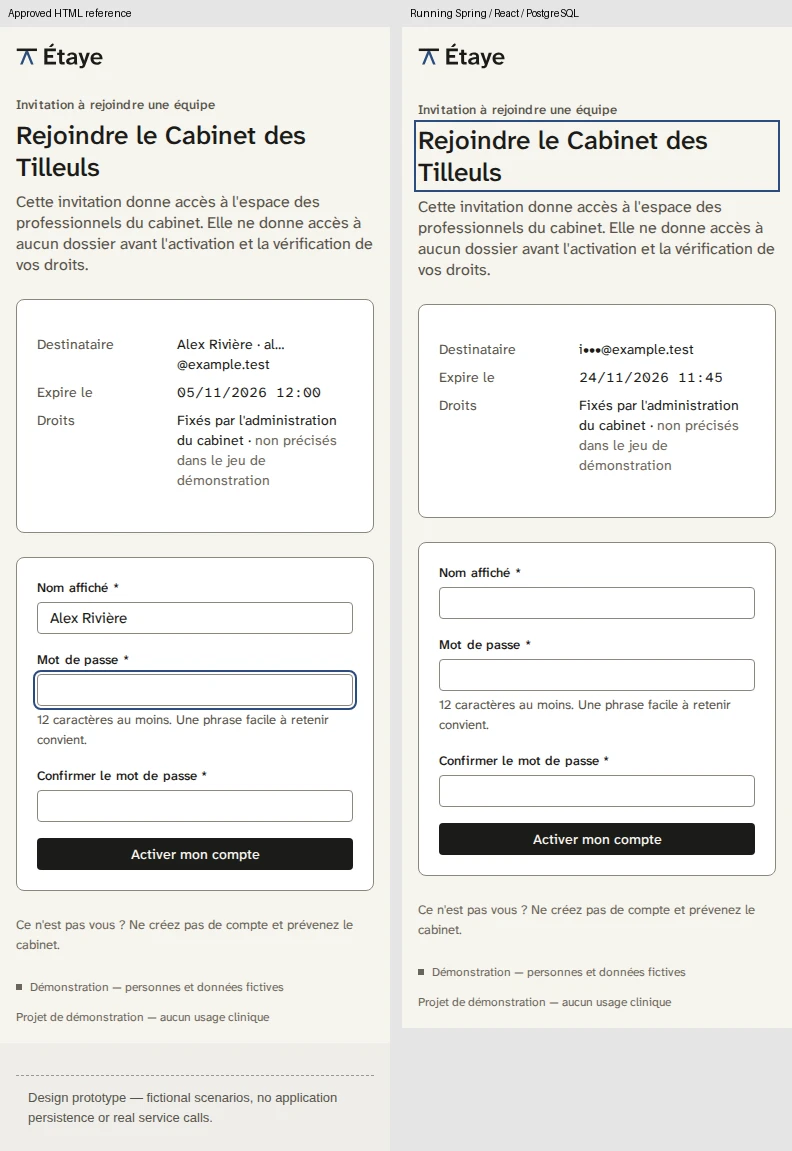 Approved HTML reference
Étaye
Invitation à rejoindre une équipe
Rejoindre le Cabinet des
Tilleuls
Cette invitation donne accès à l'espace des
professionnels du cabinet. Elle ne donne accès à
aucun dossier avant l'activation et la vérification de
vos droits.
Destinataire
Alex Rivière · al…
@example.test
Expire le
05/11/2026 12:00
Droits
Fixés par l'administration
du cabinet · non précisés
dans le jeu de
démonstration
Nom affiché *
Alex Rivière
Mot de passe *
12 caractères au moins. Une phrase facile à retenir
convient.
Confirmer le mot de passe *
Activer mon compte
Ce n'est pas vous ? Ne créez pas de compte et prévenez le
cabinet.
Démonstration — personnes et données fictives
Projet de démonstration — aucun usage clinique
Design prototype — fictional scenarios, no application
persistence or real service calls.
Running Spring / React / PostgreSQL
Étaye
Invitation à rejoindre une équipe
Rejoindre le Cabinet des
Tilleuls
Cette invitation donne accès à l'espace des
professionnels du cabinet. Elle ne donne accès à
aucun dossier avant l'activation et la vérification de
vos droits.
Destinataire
i•••@example.test
Expire le
24/11/2026 11:45
Droits
Fixés par l'administration
du cabinet · non précisés
dans le jeu de
démonstration
Nom affiché *
Mot de passe *
12 caractères au moins. Une phrase facile à retenir
convient.
Confirmer le mot de passe *
Activer mon compte
Ce n'est pas vous ? Ne créez pas de compte et prévenez le
cabinet.
Démonstration — personnes et données fictives
Projet de démonstration — aucun usage clinique